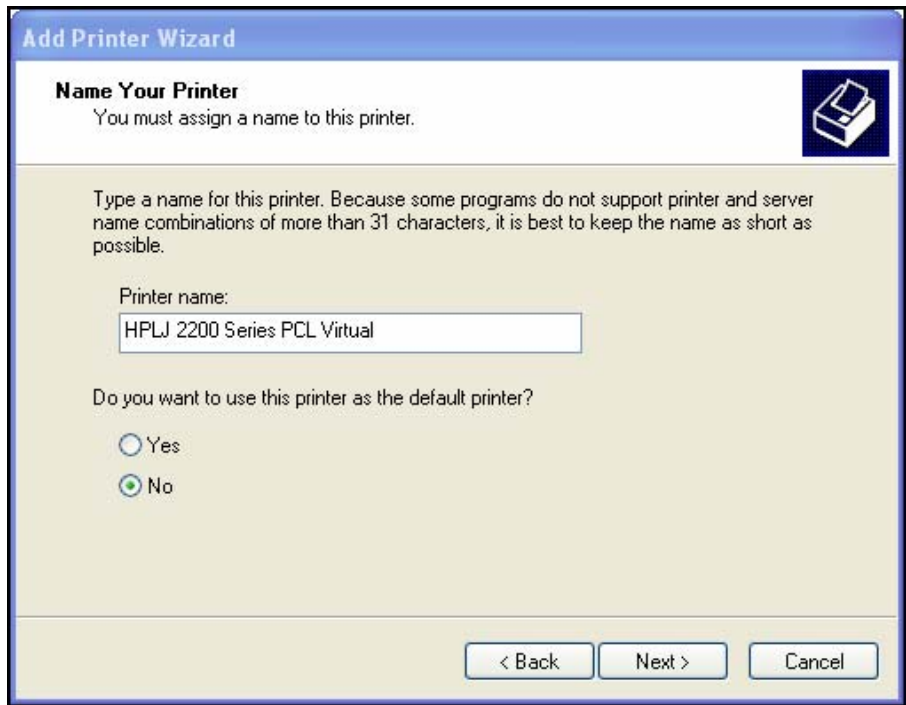 Add Printer Wizard
Name Your Printer
You must assign a name to this printer.
Type a name for this printer. Because some programs do not support printer and server
name combinations of more than 31 characters, it is best to keep the name as short as
possible.
Printer name:
HPLJ 2200 Series PCL Virtual
Do you want to use this printer as the default printer?
Yes
No
< Back Next > Cancel